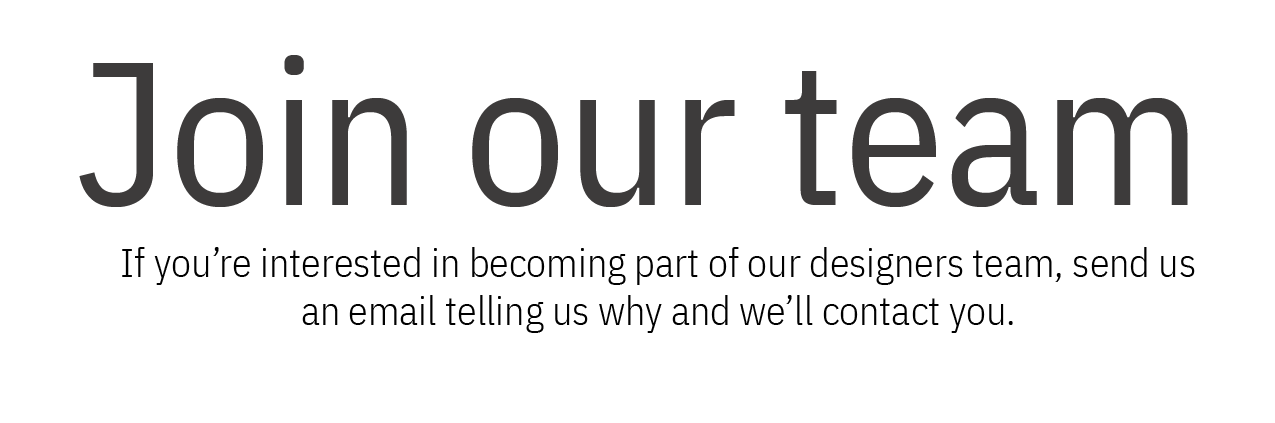 Join our team
If you’re interested in becoming part of our designers team, send us
an email telling us why and we’ll contact you.